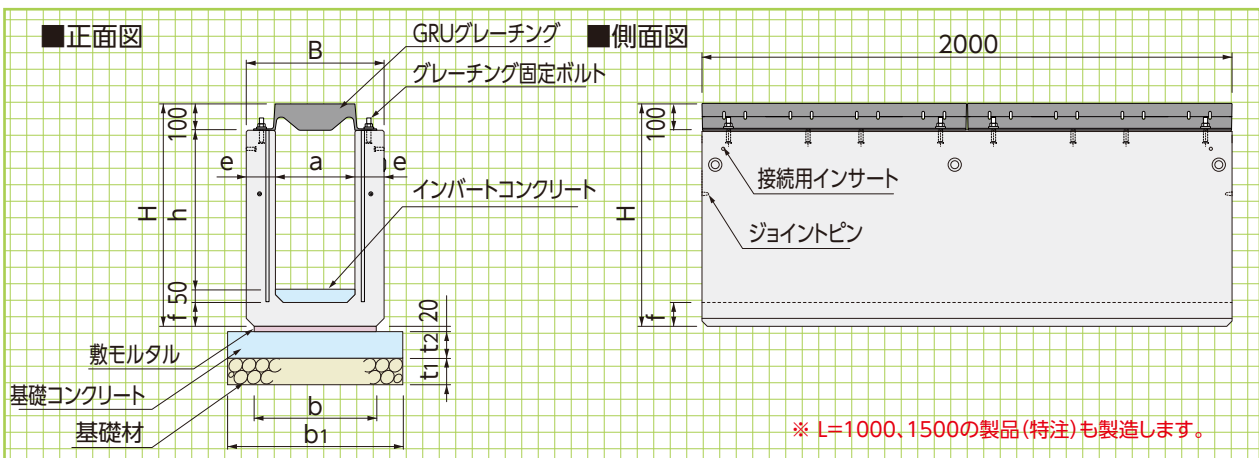 ■正面図
GRUグレーチング
B
グレーチング固定ボルト
100
e
a
e
インバートコンクリート
H
h
50
f
20
敷モルタル
t2
基礎コンクリート
t1
b
基礎材
b1
■側面図
2000
100
接続用インサート
H
ジョイントピン
f
※ L=1000、1500の製品(特注)も製造します。